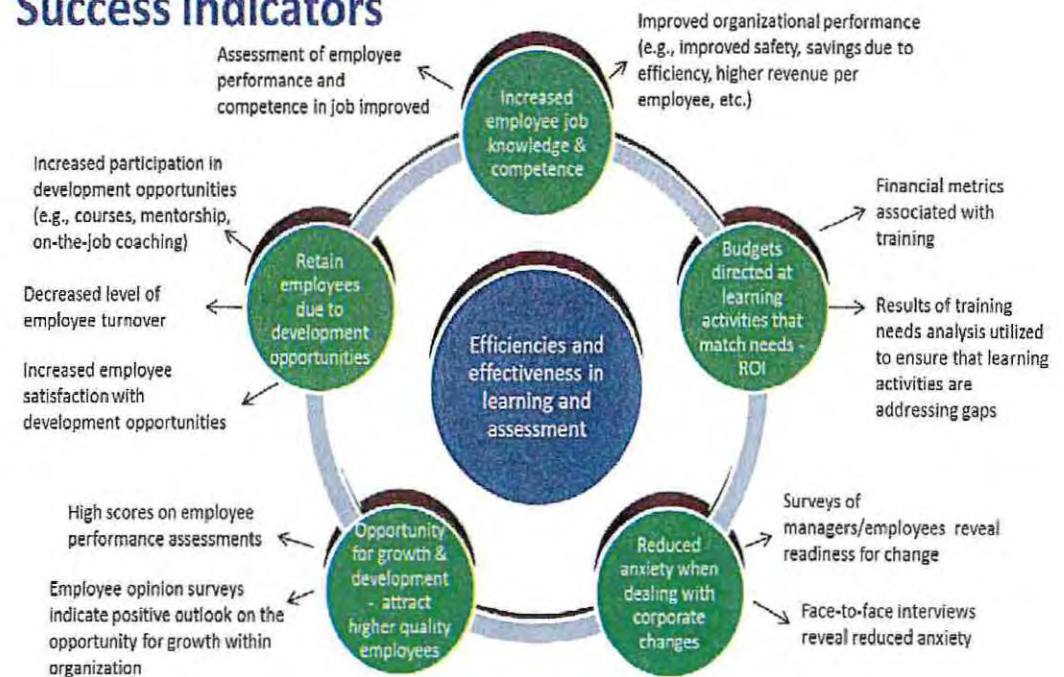 Success Indicators
Assessment of employee
performance and
competence in job improved
Improved organizational performance
(e.g., improved safety, savings due to
efficiency, higher revenue per
employee, etc.)
Increased
employee job
knowledge &
competence
Increased participation in
development opportunities
(e.g., courses, mentorship,
on-the-job coaching)
Decreased level of
employee turnover
Increased employee
satisfaction with
development opportunities
Retain
employees
due to
development
opportunities
Efficiencies and
effectiveness in
learning and
assessment
Budgets
directed at
learning
activities that
match needs -
ROI
Financial metrics
associated with
training
Results of training
needs analysis utilized
to ensure that learning
activities are
addressing gaps
High scores on employee
performance assessments
Employee opinion surveys
indicate positive outlook on the
opportunity for growth within
organization
Opportunity
for growth &
development
- attract
higher quality
employees
Reduced
anxiety when
dealing with
corporate
changes
Surveys of
managers/employees reveal
readiness for change
Face-to-face interviews
reveal reduced anxiety